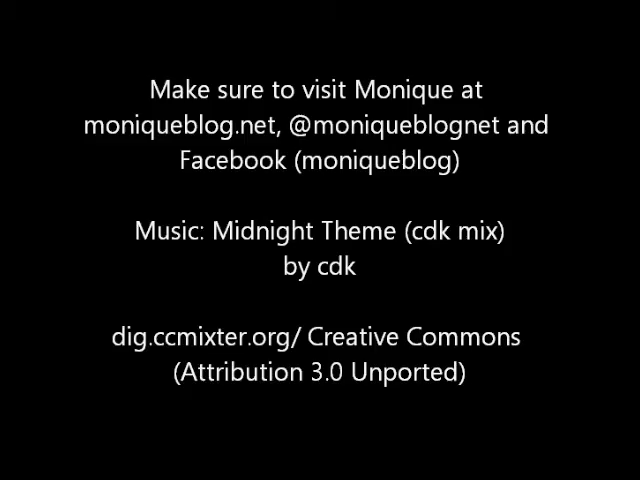 Make sure to visit Monique at
moniqueblog.net, @moniqueblognet and
Facebook (moniqueblog)
Music: Midnight Theme (cdk mix)
by cdk
dig.ccmixter.org/ Creative Commons
(Attribution 3.0 Unported)